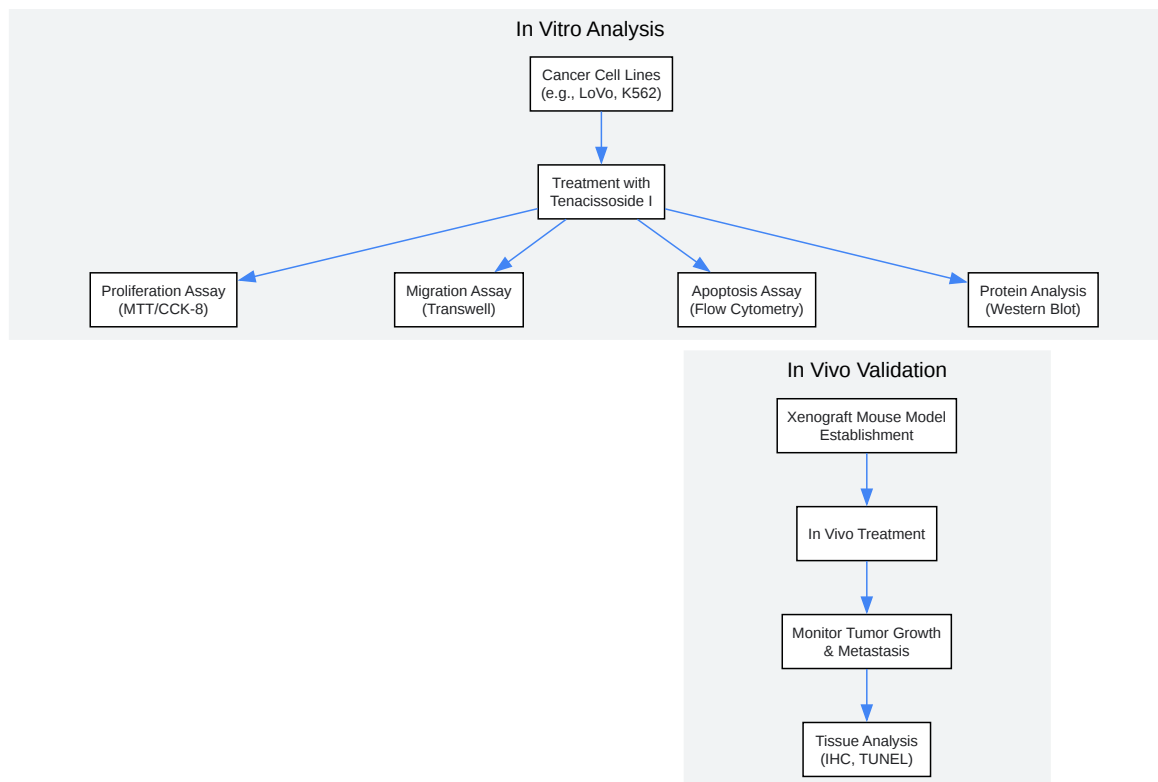 In Vitro Analysis
Cancer Cell Lines
(e.g., LoVo, K562)
Treatment with
Tenacissoside I
Proliferation Assay
(MTT/CCK-8)
Migration Assay
(Transwell)
Apoptosis Assay
(Flow Cytometry)
Protein Analysis
(Western Blot)
In Vivo Validation
Xenograft Mouse Model
Establishment
In Vivo Treatment
Monitor Tumor Growth
& Metastasis
Tissue Analysis
(IHC, TUNEL)